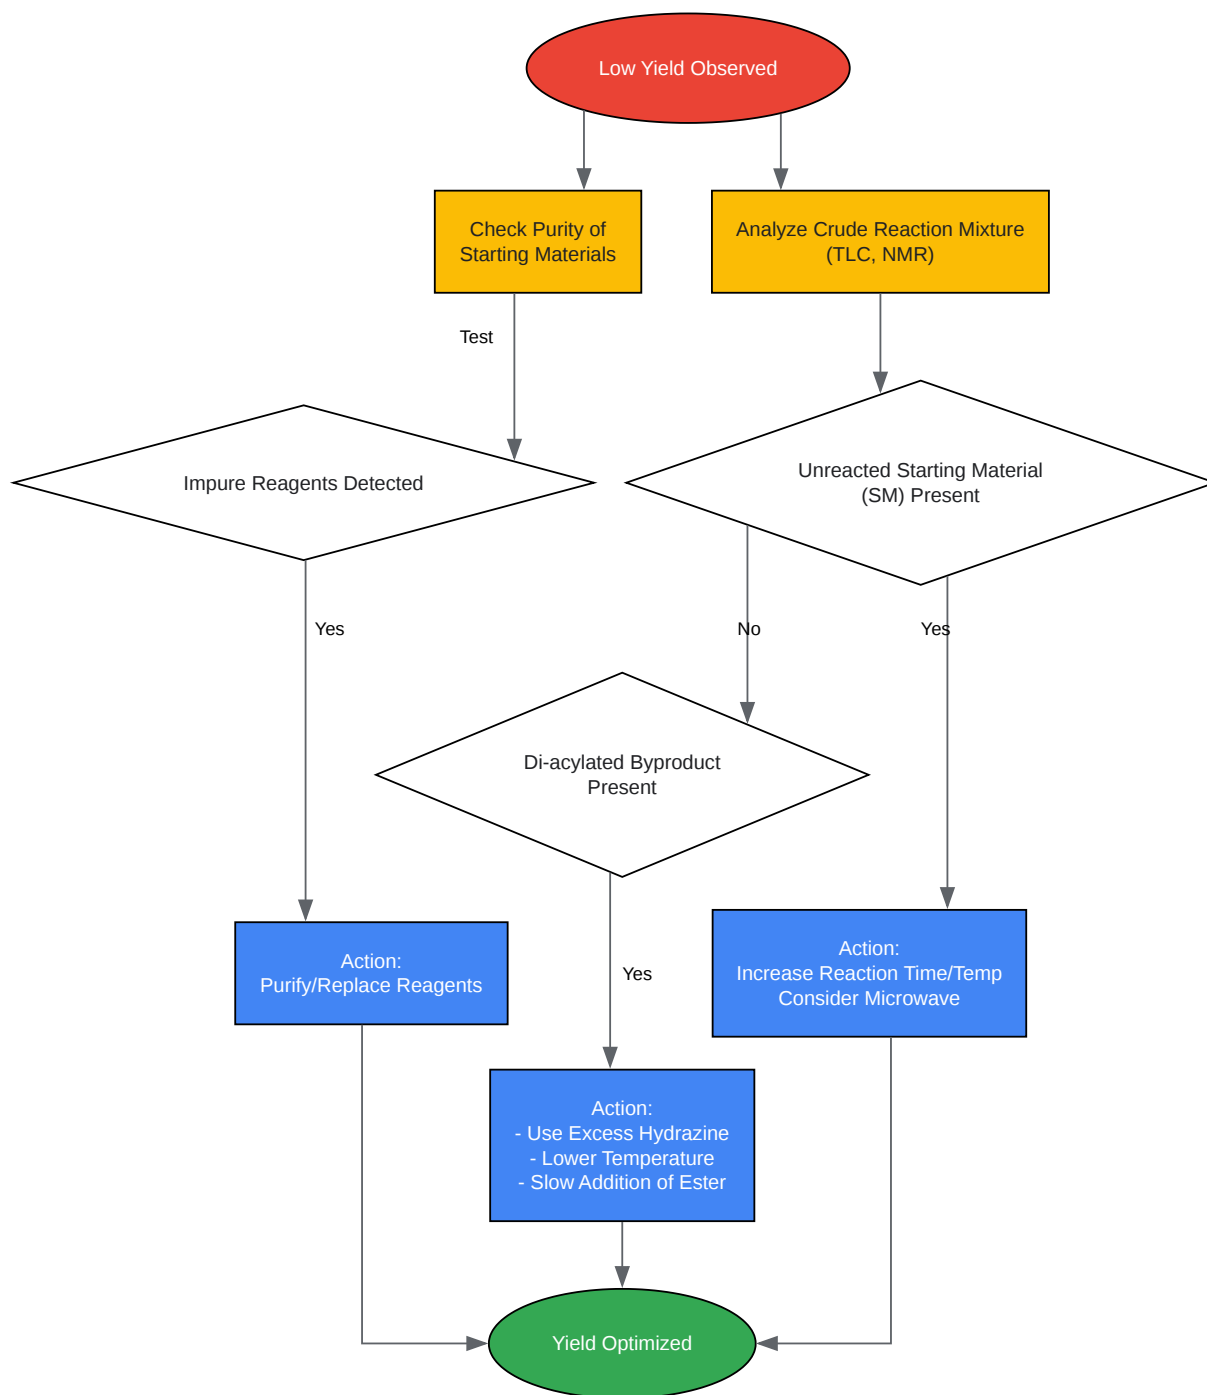 Low Yield Observed
Check Purity of
Starting Materials
Analyze Crude Reaction Mixture
(TLC, NMR)
Test
Impure Reagents Detected
Unreacted Starting Material
(SM) Present
Yes
No
Yes
Di-acylated Byproduct
Present
Action:
Purify/Replace Reagents
Yes
Action:
Increase Reaction Time/Temp
Consider Microwave
Action:
- Use Excess Hydrazine
- Lower Temperature
- Slow Addition of Ester
Yield Optimized